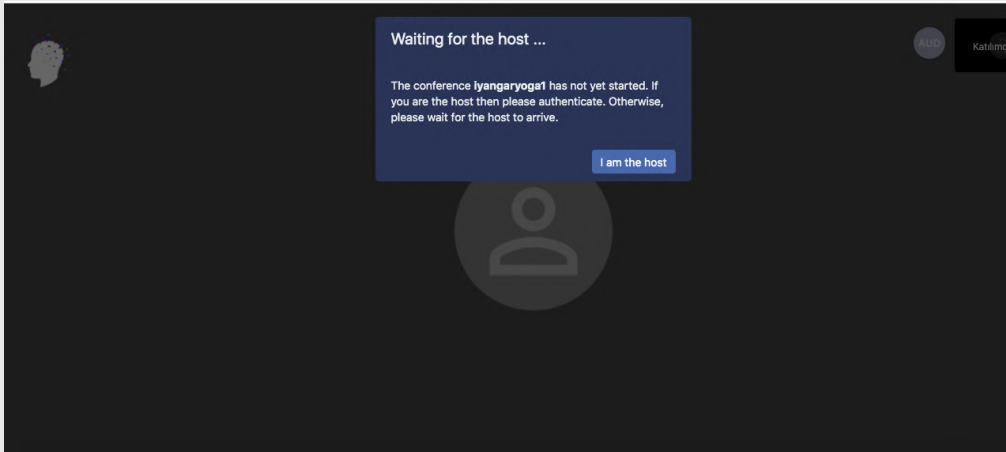 Waiting for the host ...
The conference iyangaryoga1 has not yet started. If
you are the host then please authenticate. Otherwise,
please wait for the host to arrive.
I am the host
AUD